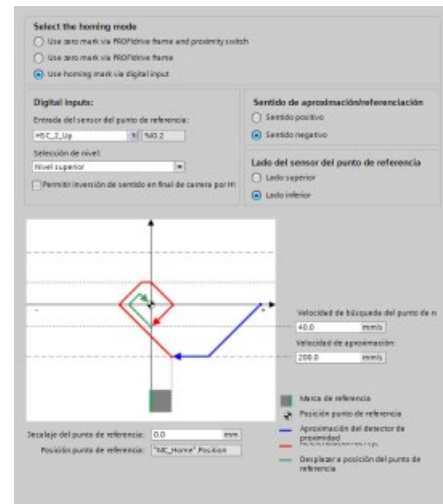 Select the homing mode
Use zero mark via PROFIdrive frame and proximity switch
Use zero mark via PROFIdrive frame
Use homing mark via digital input
Digital inputs:
Entrada del sensor del punto de referencia:
HSC_2_Up
%I0.2
Selección de nivel:
Nivel superior
Permitir inversión de sentido en final de carrera por H
Sentido de aproximación/referenciación
Sentido positivo
Sentido negativo
Lado del sensor del punto de referencia
Lado superior
Lado inferior
-
+
Velocidad de búsqueda del punto de r
40.0 mm/s
Velocidad de aproximación:
200.0 mm/s
Marca de referencia
Posición punto de referencia
Aproximación del detector de
proximidad
Desplazar a posición del punto de
referencia
Decalaje del punto de referencia: 0.0 mm
Posición punto de referencia: "MC_Home".Position